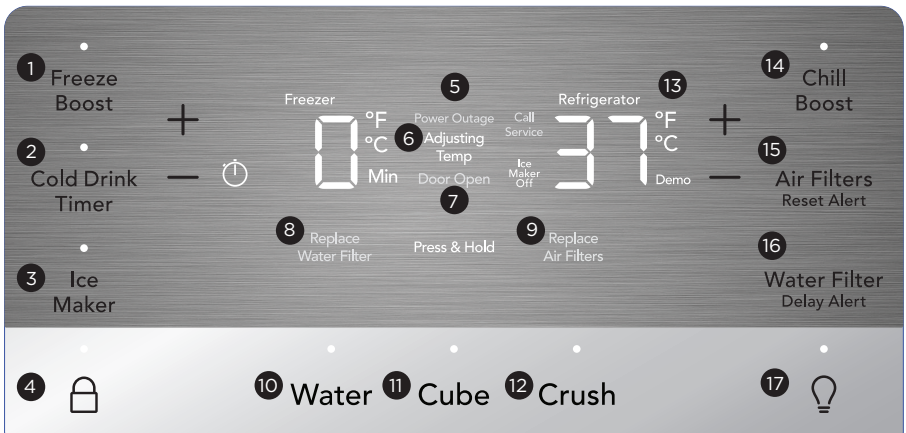 1
Freeze
Boost
2
Cold Drink
Timer
3
Ice
Maker
4
+
−
Freezer
0
°F
°C
Min
5
Power Outage
6
Adjusting
Temp
Door Open
7
Call
Service
Ice
Maker
Off
Refrigerator
13
37
°F
°C
Demo
+
−
8
Replace
Water Filter
Press & Hold
9
Replace
Air Filters
14
Chill
Boost
15
Air Filters
Reset Alert
16
Water Filter
Delay Alert
10 Water
11 Cube
12 Crush
17